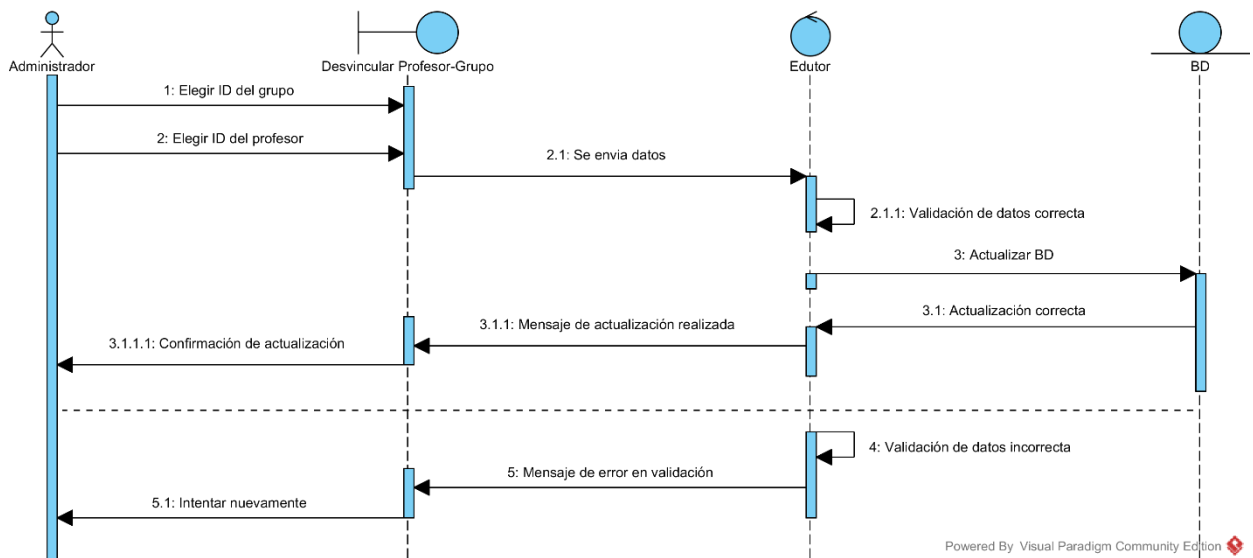 Administrador
Desvincular Profesor-Grupo
Edutor
BD
1: Elegir ID del grupo
2: Elegir ID del profesor
2.1: Se envia datos
2.1.1: Validación de datos correcta
3: Actualizar BD
3.1: Actualización correcta
3.1.1: Mensaje de actualización realizada
3.1.1.1: Confirmación de actualización
4: Validación de datos incorrecta
5: Mensaje de error en validación
5.1: Intentar nuevamente
Powered By Visual Paradigm Community Edition